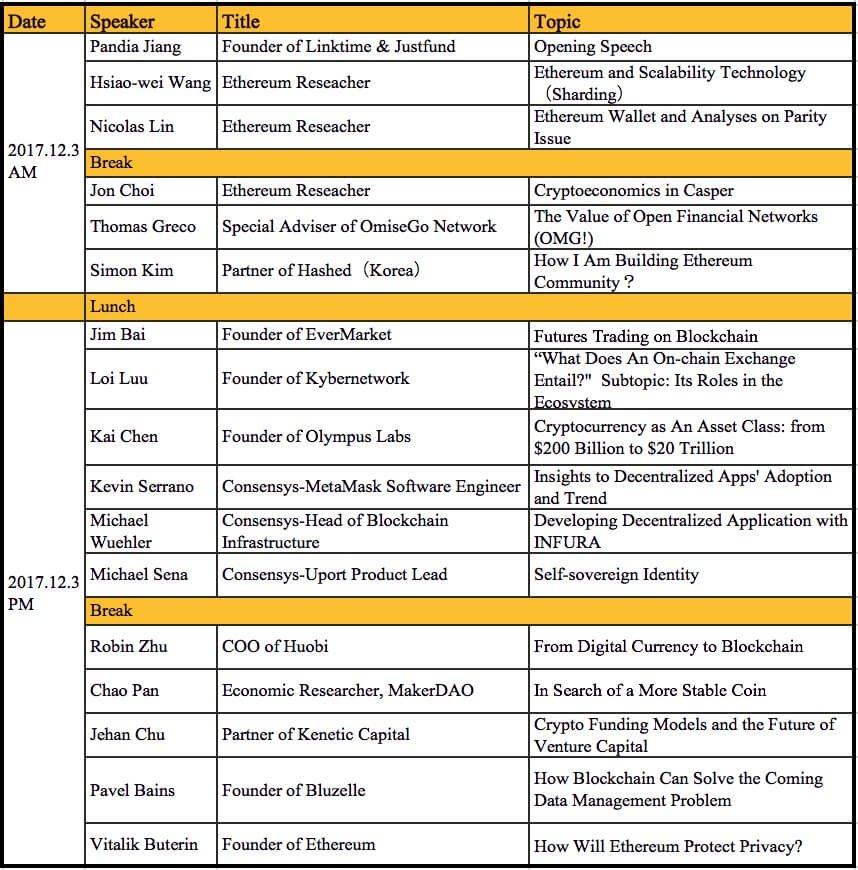 Date Speaker Title Topic
2017.12.3
AM
Pandia Jiang Founder of Linktime & Justfund Opening Speech
Hsiao-wei Wang Ethereum Reseacher Ethereum and Scalability Technology
（Sharding）
Nicolas Lin Ethereum Reseacher Ethereum Wallet and Analyses on Parity
Issue
Break
Jon Choi Ethereum Reseacher Cryptoeconomics in Casper
Thomas Greco Special Adviser of OmiseGo Network The Value of Open Financial Networks
(OMG!)
Simon Kim Partner of Hashed（Korea） How I Am Building Ethereum
Community？
Lunch
2017.12.3
PM
Jim Bai Founder of EverMarket Futures Trading on Blockchain
Loi Luu Founder of Kybernetwork “What Does An On-chain Exchange
Entail?" Subtopic: Its Roles in the
Ecosystem
Kai Chen Founder of Olympus Labs Cryptocurrency as An Asset Class: from
$200 Billion to $20 Trillion
Kevin Serrano Consensys-MetaMask Software Engineer Insights to Decentralized Apps' Adoption
and Trend
Michael Consensys-Head of Blockchain Developing Decentralized Application with
Wuehler Infrastructure INFURA
Michael Sena Consensys-Uport Product Lead Self-sovereign Identity
Break
Robin Zhu COO of Huobi From Digital Currency to Blockchain
Chao Pan Economic Researcher, MakerDAO In Search of a More Stable Coin
Jehan Chu Partner of Kenetic Capital Crypto Funding Models and the Future of
Venture Capital
Pavel Bains Founder of Bluzelle How Blockchain Can Solve the Coming
Data Management Problem
Vitalik Buterin Founder of Ethereum How Will Ethereum Protect Privacy?